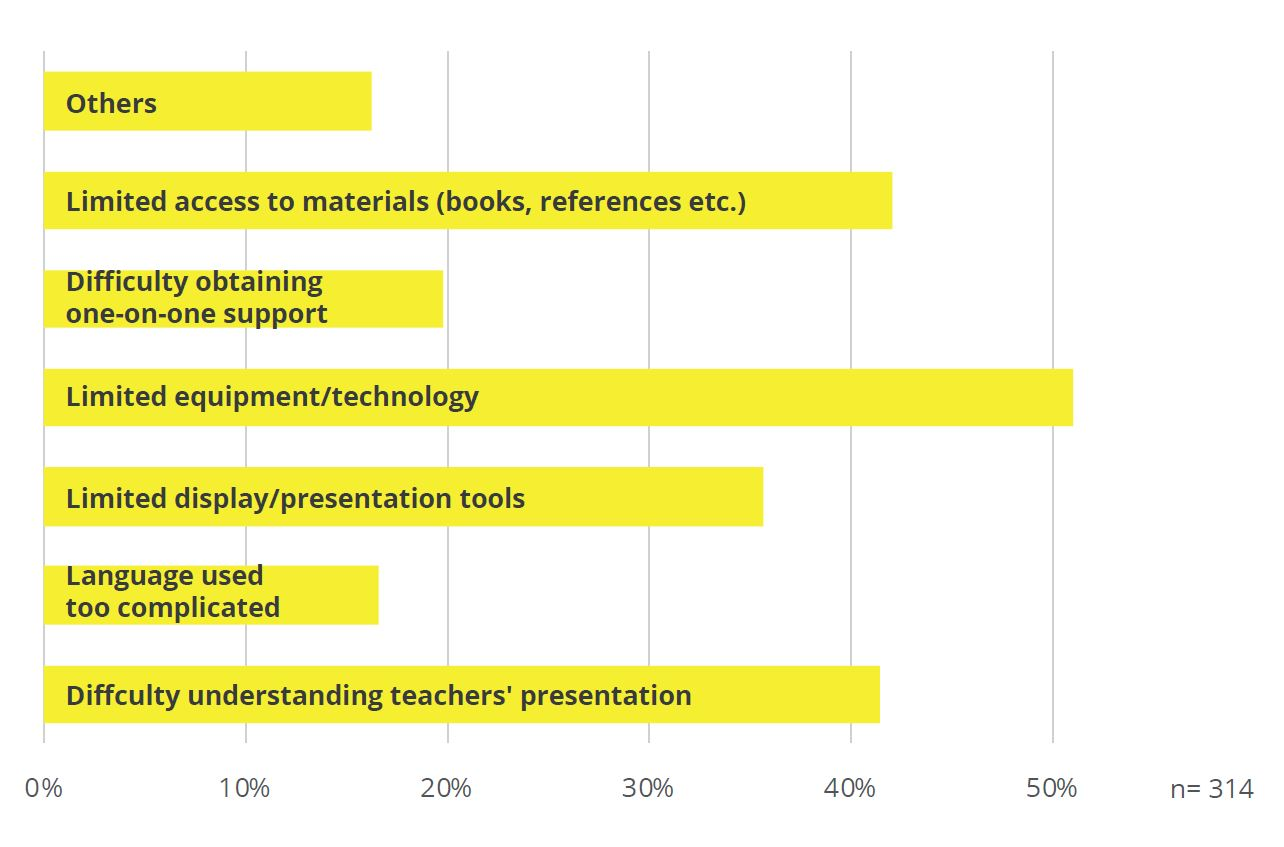 Others
Limited access to materials (books, references etc.)
Difficulty obtaining
one-on-one support
Limited equipment/technology
Limited display/presentation tools
Language used
too complicated
Diffculty understanding teachers' presentation
0%
10%
20%
30%
40%
50%
n= 314